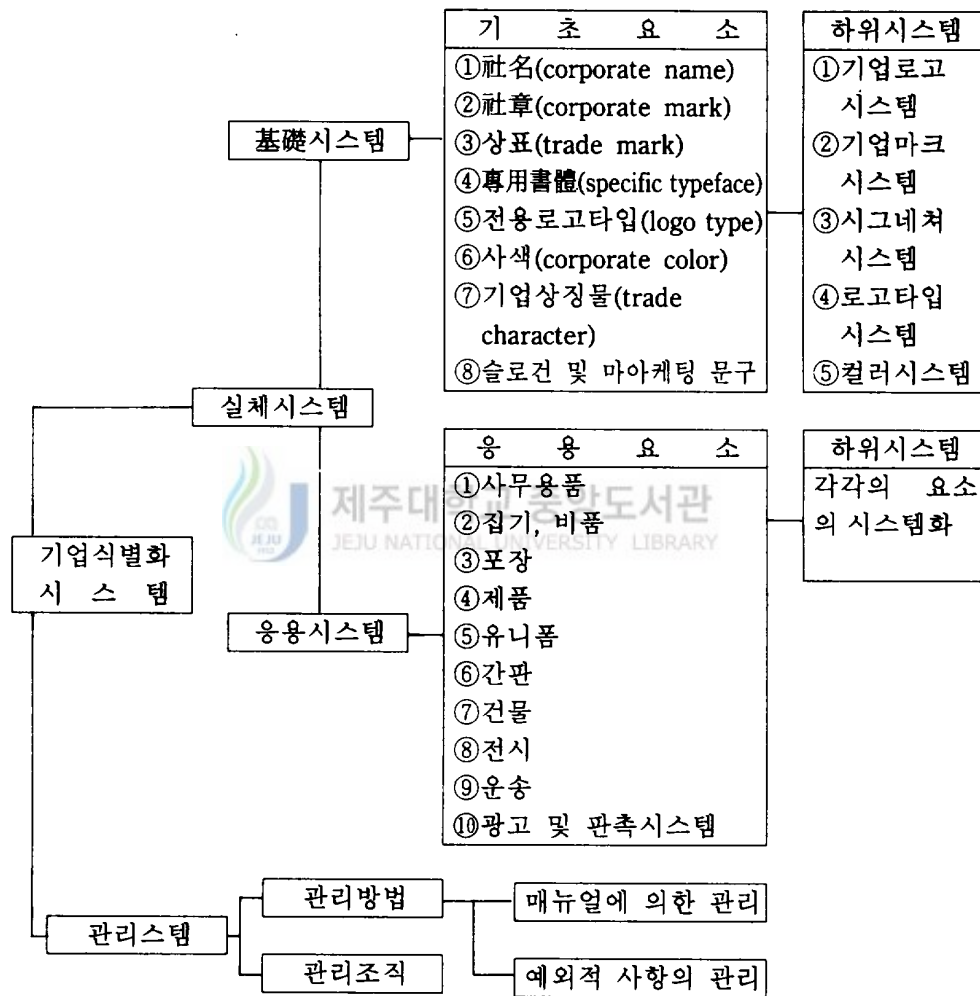 기 초 요 소
①社名(corporate name)
②社章(corporate mark)
③상표(trade mark)
④專用書體(specific typeface)
⑤전용로고타입(logo type)
⑥사색(corporate color)
⑦기업상징물(trade
character)
⑧슬로건 및 마아케팅 문구
하위시스템
①기업로고
시스템
②기업마크
시스템
③시그네쳐
시스템
④로고타입
시스템
⑤컬러시스템
基礎시스템
실체시스템
기업식별화
시 스 템
응용시스템
응 용 요 소
①사무용품
②집기, 비품
③포장
④제품
⑤유니폼
⑥간판
⑦건물
⑧전시
⑨운송
⑩광고 및 판촉시스템
하위시스템
각각의 요소
의 시스템화
제주대학교 중앙도서관
JEJU NATIONAL UNIVERSITY LIBRARY
JEJU
1952
관리스템
관리방법
관리조직
매뉴얼에 의한 관리
예외적 사항의 관리